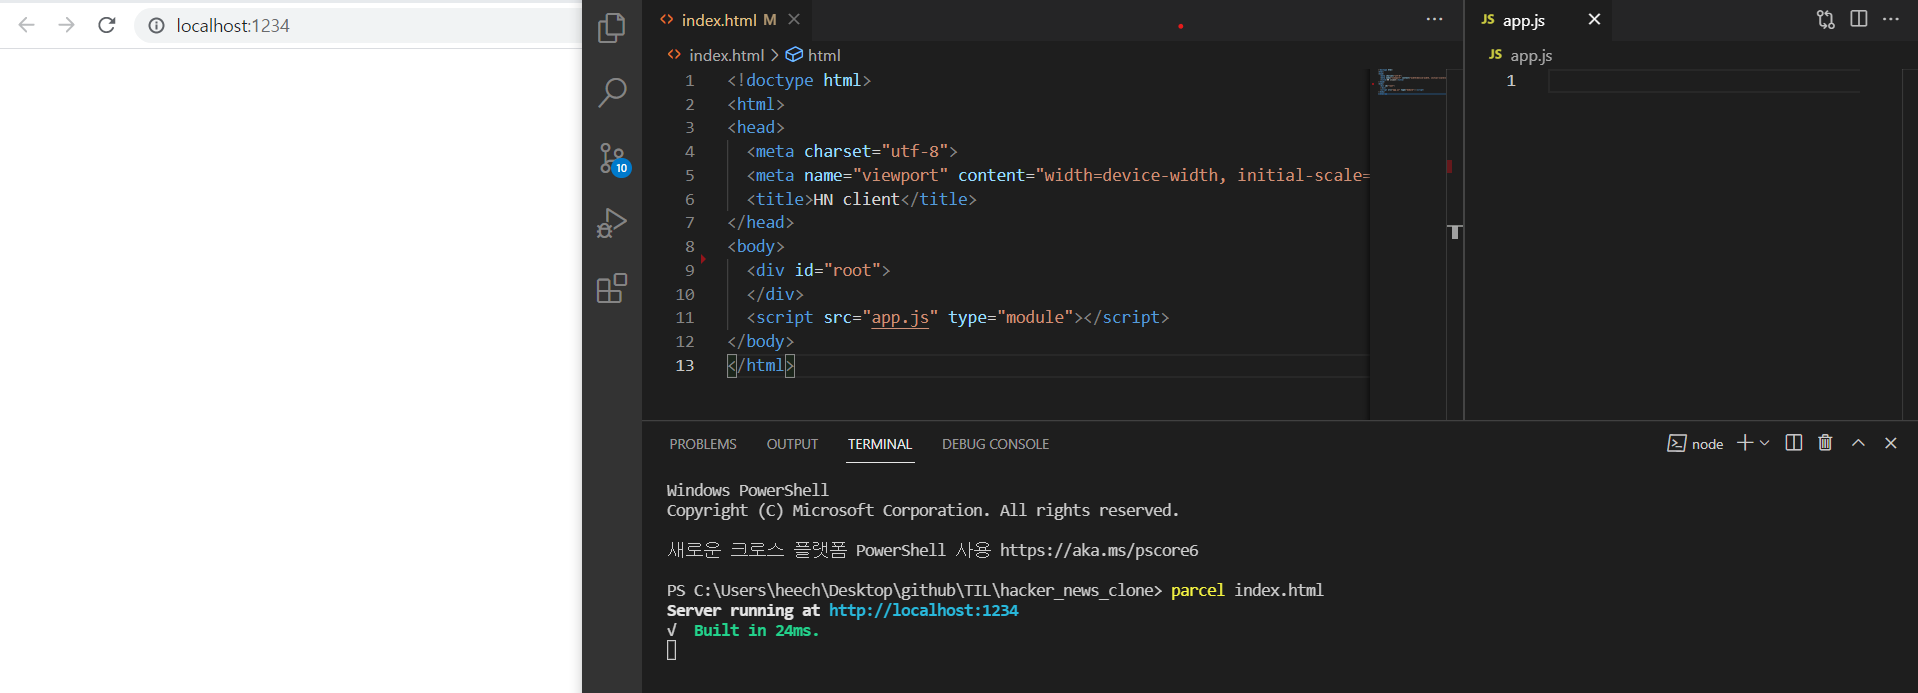 localhost:1234
10
index.html M
index.html > html
1 <!doctype html>
2 <html>
3 <head>
4 <meta charset="utf-8">
5 <meta name="viewport" content="width=device-width, initial-scale=
6 <title>HN client</title>
7 </head>
8 <body>
9 <div id="root">
10 </div>
11 <script src="app.js" type="module"></script>
12 </body>
13 </html>
JS app.js
JS app.js
1
PROBLEMS OUTPUT TERMINAL DEBUG CONSOLE
node
Windows PowerShell
Copyright (C) Microsoft Corporation. All rights reserved.
새로운 크로스 플랫폼 PowerShell 사용 https://aka.ms/pscore6
PS C:\Users\heech\Desktop\github\TIL\hacker_news_clone> parcel index.html
Server running at http://localhost:1234
√ Built in 24ms.